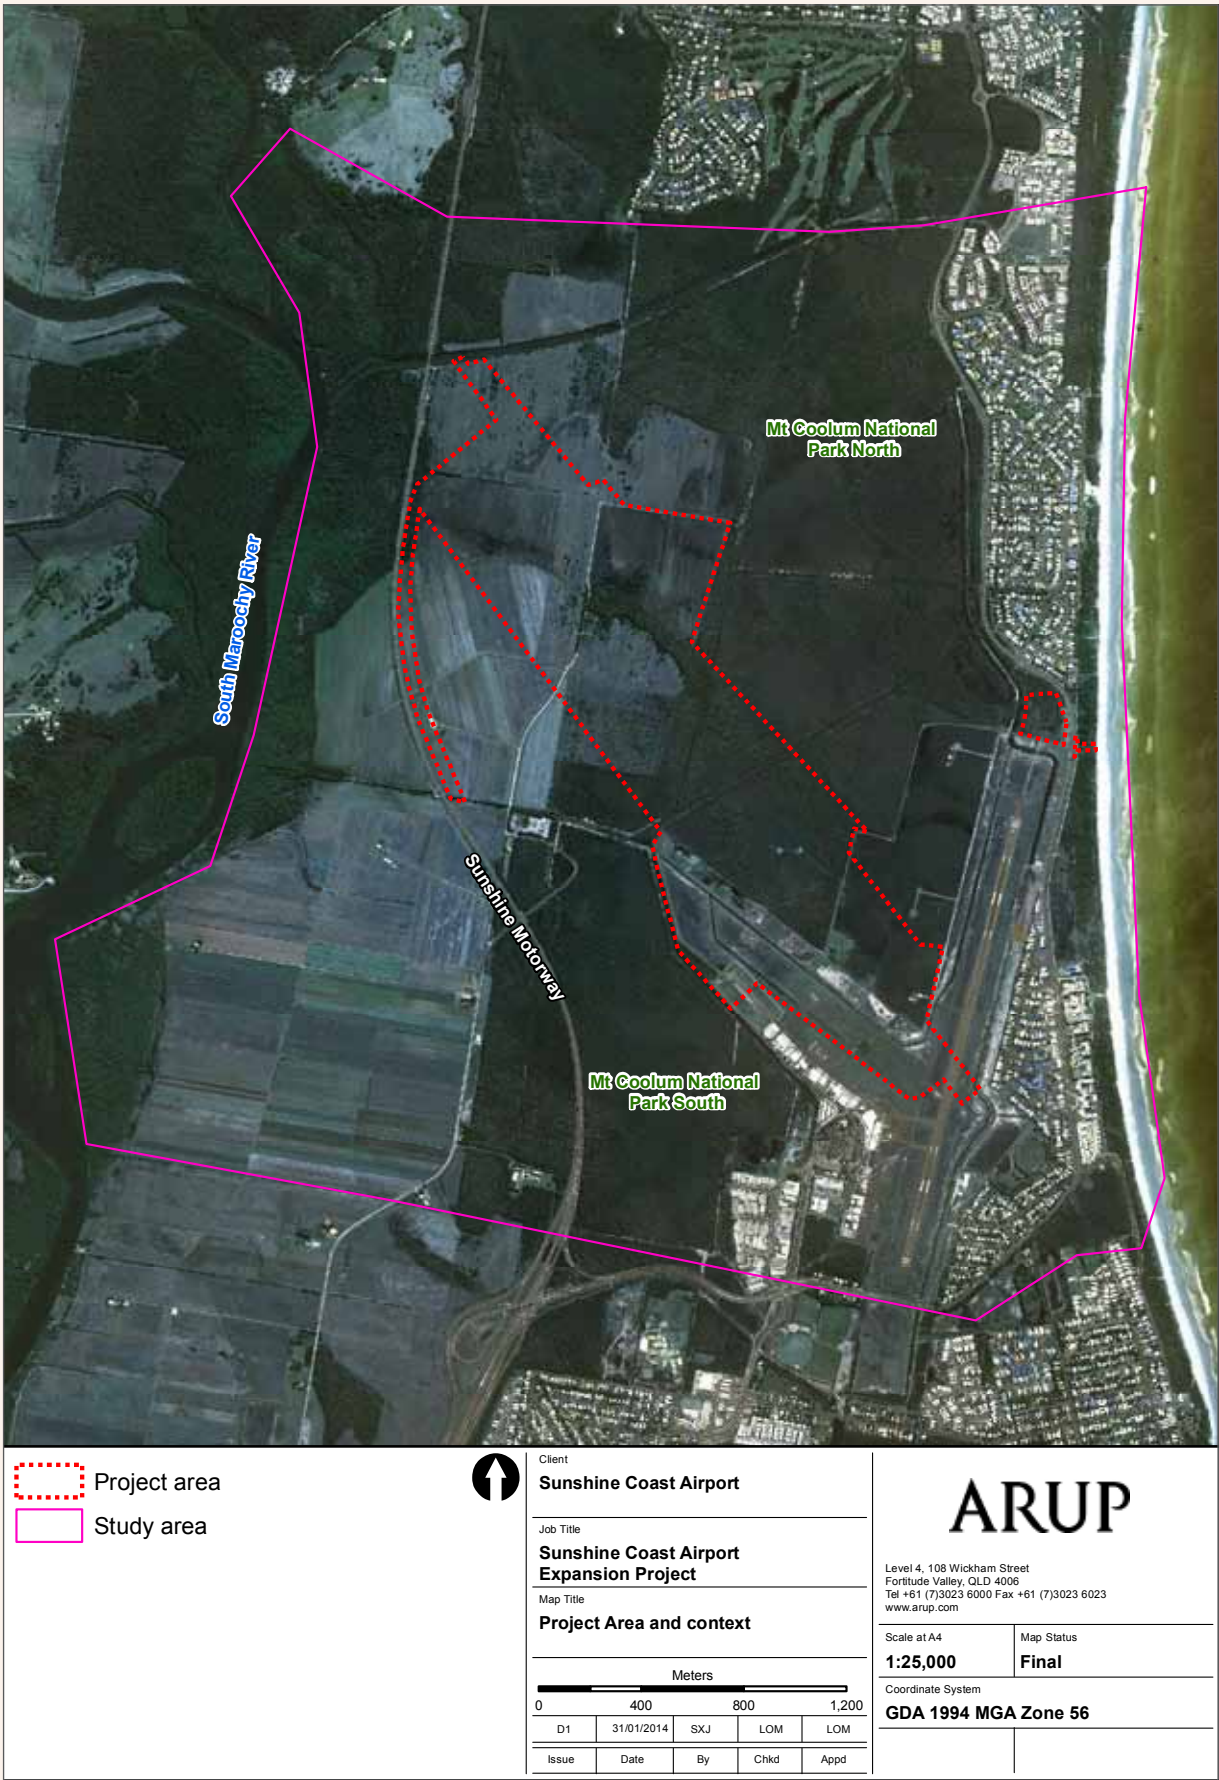 Mt Coolum National
Park North
South Maroochy River
Sunshine Motorway
Mt Coolum National
Park South
Project area
Study area
Client
Sunshine Coast Airport
Job Title
Sunshine Coast Airport
Expansion Project
Map Title
Project Area and context
Meters
0 400 800 1,200
D1 31/01/2014 SXJ LOM LOM
Issue Date By Chkd Appd
ARUP
Level 4, 108 Wickham Street
Fortitude Valley, QLD 4006
Tel +61 (7)3023 6000 Fax +61 (7)3023 6023
www.arup.com
Scale at A4
1:25,000
Map Status
Final
Coordinate System
GDA 1994 MGA Zone 56